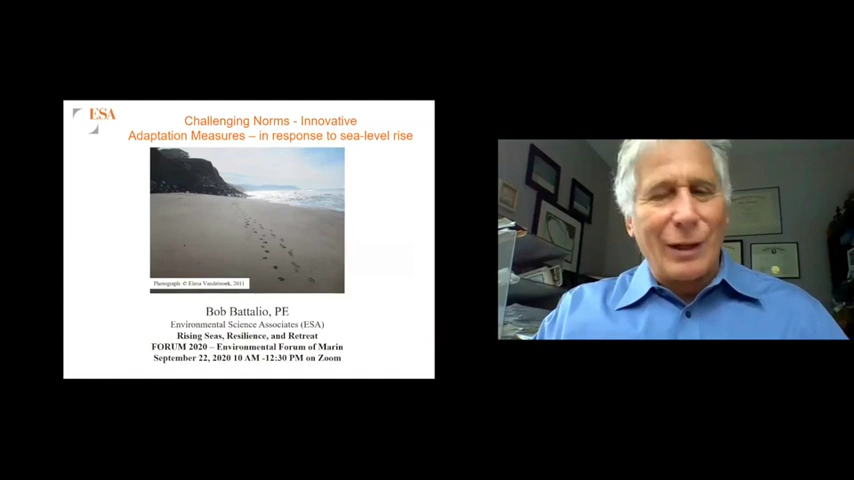 ESA
Challenging Norms - Innovative
Adaptation Measures – in response to sea-level rise
Photograph: © Elena Vandebroek, 2011
Bob Battalio, PE
Environmental Science Associates (ESA)
Rising Seas, Resilience, and Retreat
FORUM 2020 – Environmental Forum of Marin
September 22, 2020 10 AM -12:30 PM on Zoom